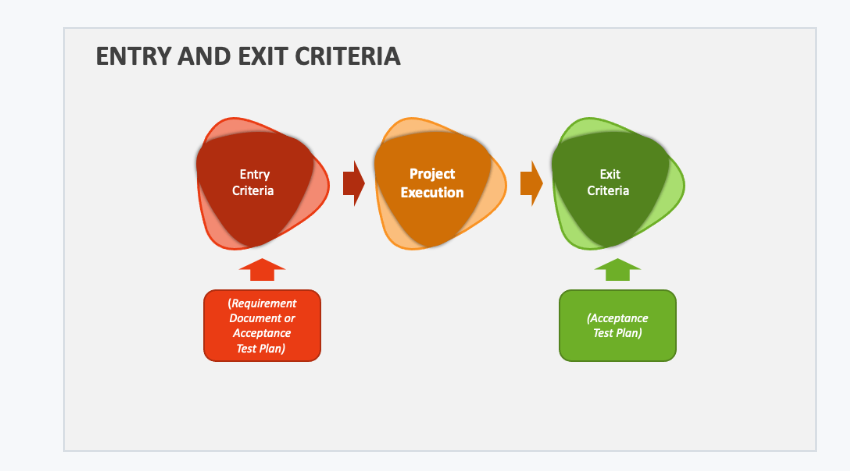 ENTRY AND EXIT CRITERIA
Entry
Criteria
Project
Execution
Exit
Criteria
(Requirement
Document or
Acceptance
Test Plan)
(Acceptance
Test Plan)